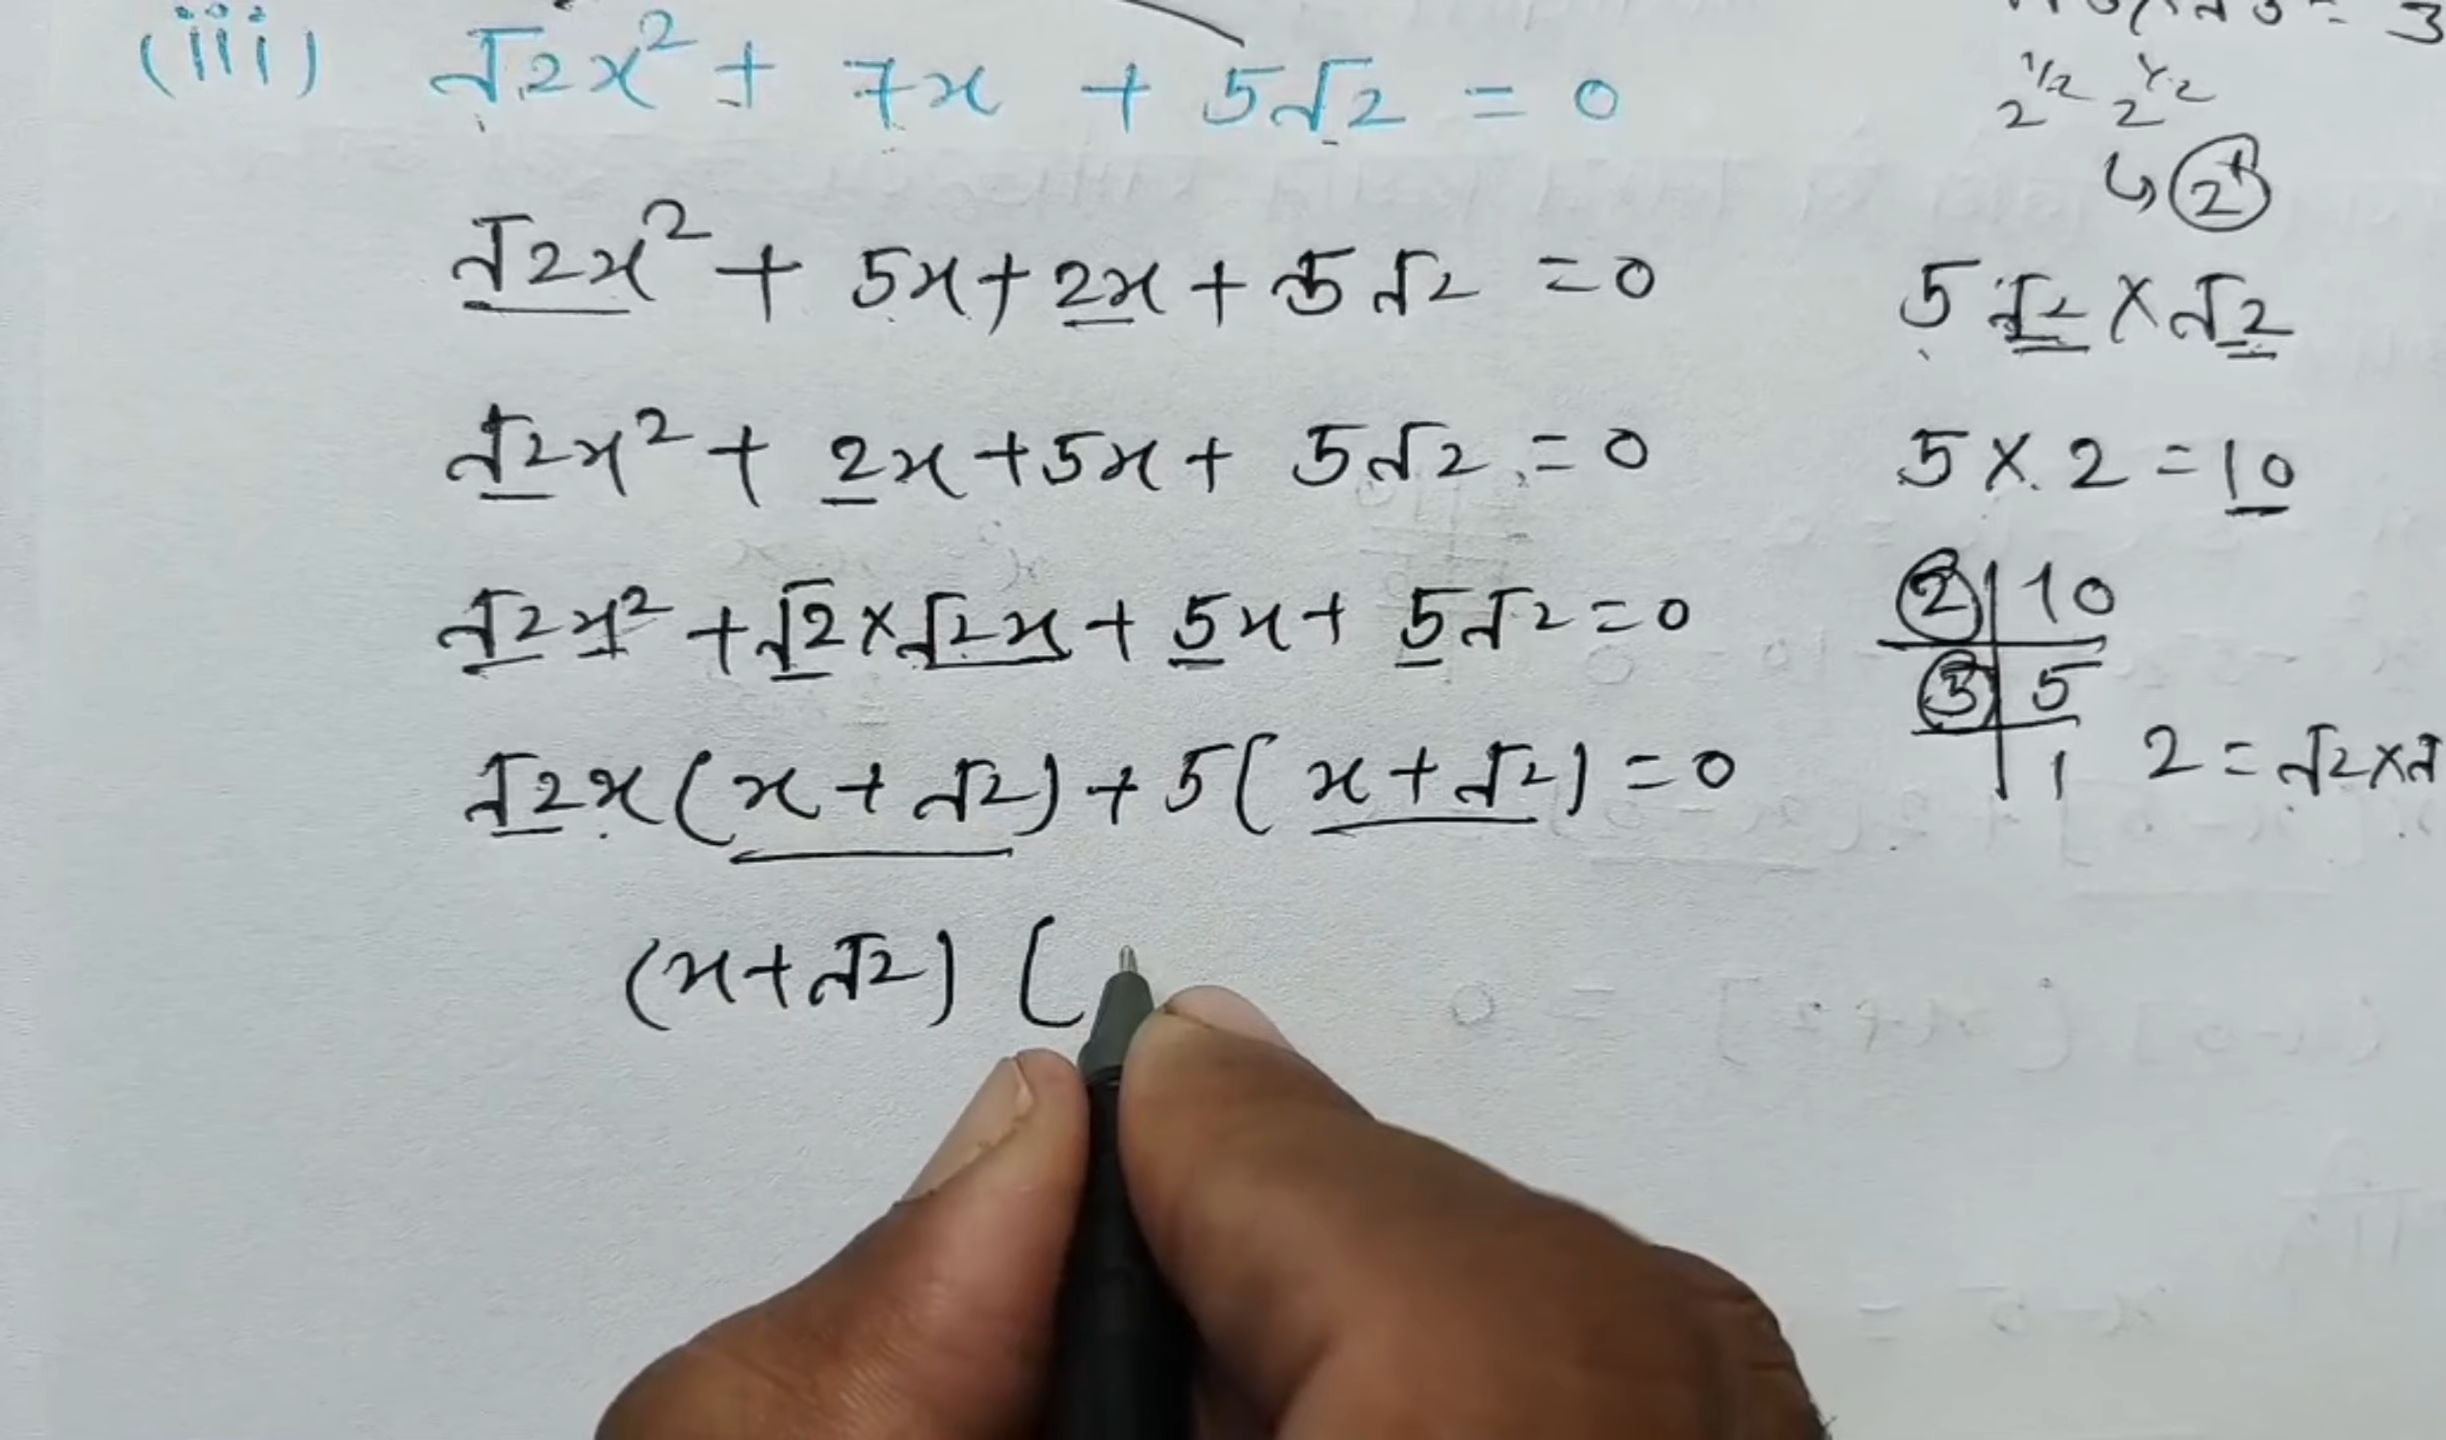 (iii) √2x² + 7x + 5√2 = 0
√2x² + 5x + 2x + 5√2 = 0
√2x² + 2x + 5x + 5√2 = 0
√2x² + √2 × √2x + 5x + 5√2 = 0
√2x (x + √2) + 5 (x + √2) = 0
(x + √2) (
= 3
2^1/2 2^1/2
↳ 2¹
5√2 × √2
5 × 2 = 10
2 | 10
5 | 5
| 1
2 = √2 × √